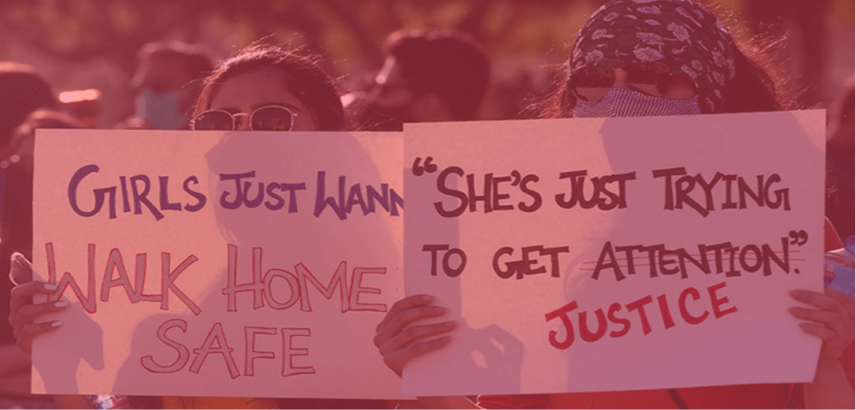 GIRLS JUST WANN
WALK HOME
SAFE
"SHE'S JUST TRYING
TO GET ATTENTION."
JUSTICE